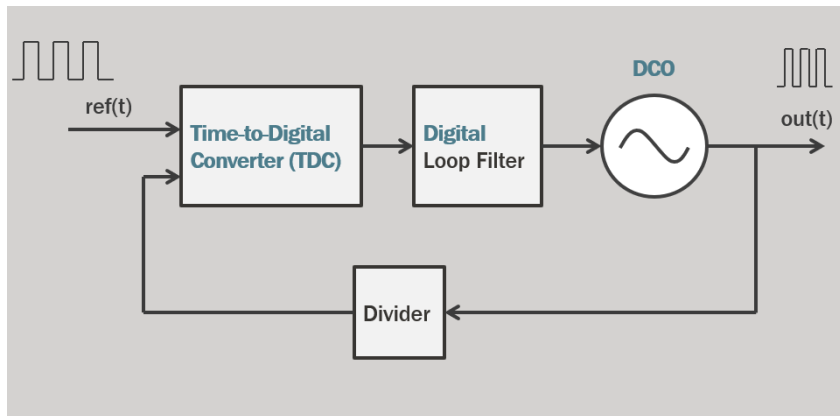 DCO
ref(t)
out(t)
Time-to-Digital
Converter (TDC)
Digital
Loop Filter
Divider